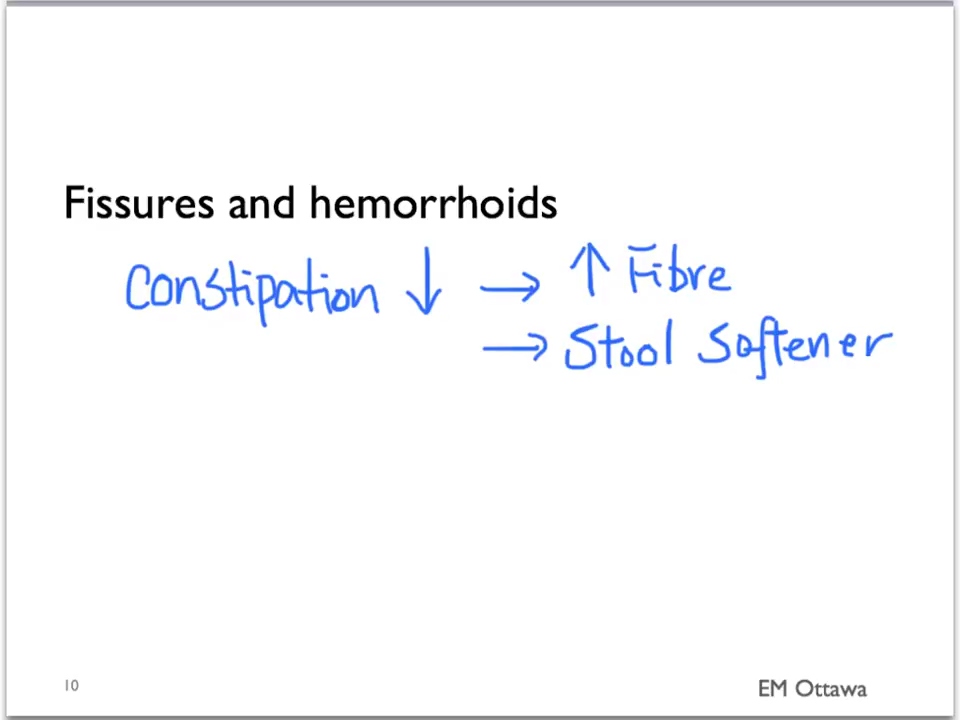 Fissures and hemorrhoids
Constipation ↓ → ↑ Fibre
→ Stool Softener
10
EM Ottawa